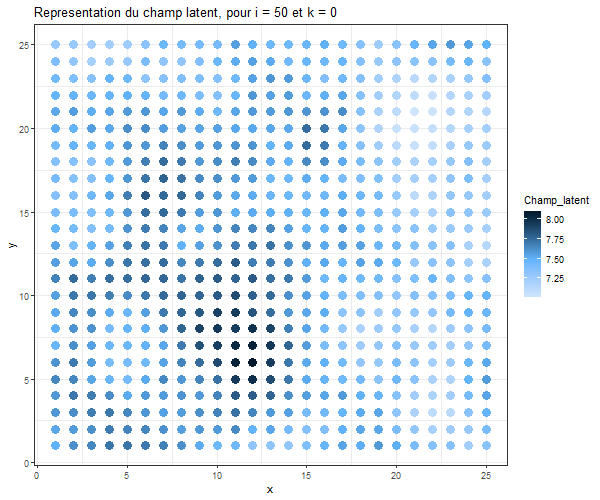 Representation du champ latent, pour i = 50 et k = 0
25
20
15
10
5
0
y
0 5 10 15 20 25
x
Champ_latent
8.00
7.75
7.50
7.25